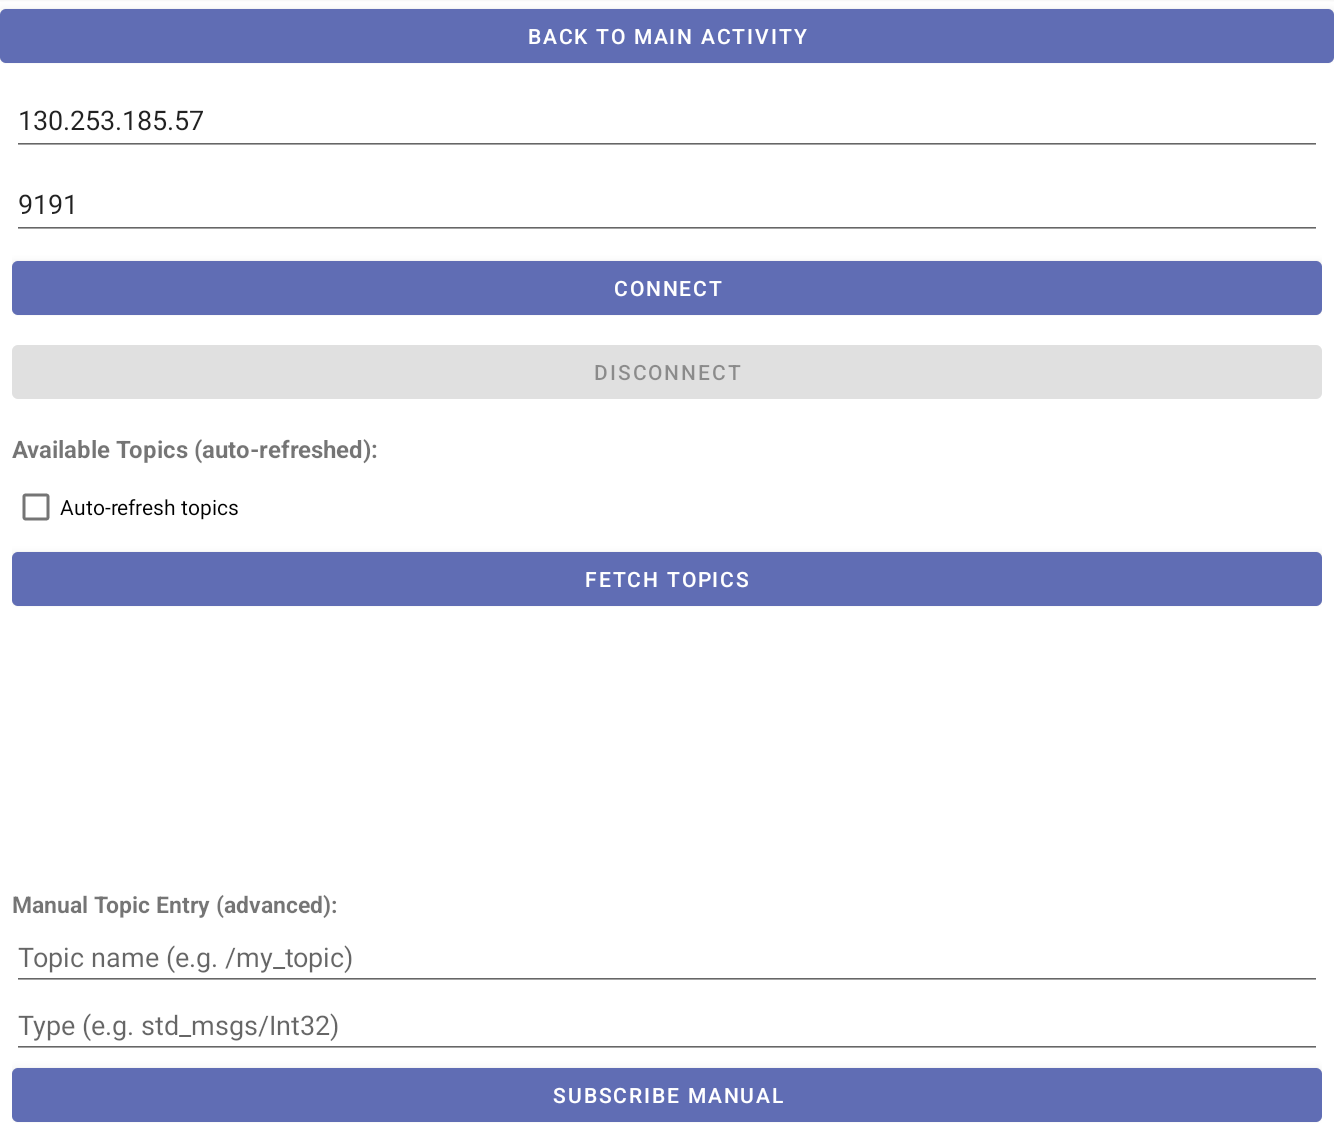 BACK TO MAIN ACTIVITY
130.253.185.57
9191
CONNECT
DISCONNECT
Available Topics (auto-refreshed):
Auto-refresh topics
FETCH TOPICS
Manual Topic Entry (advanced):
Topic name (e.g. /my_topic)
Type (e.g. std_msgs/Int32)
SUBSCRIBE MANUAL